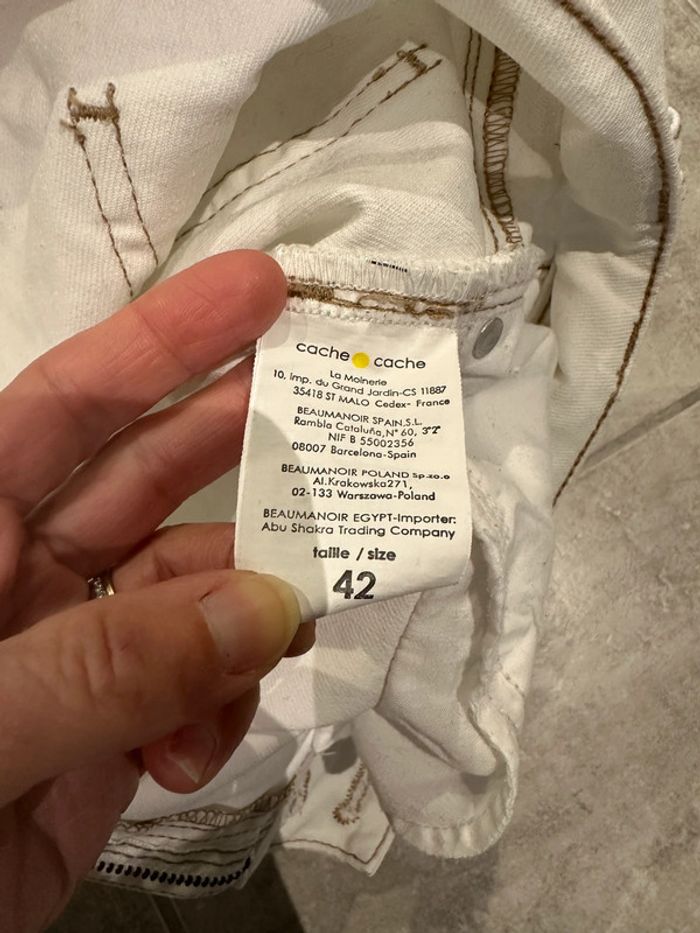 cache cache
La Moinerie
10, Imp. du Grand Jardin-CS 11887
35418 ST MALO Cedex- France
BEAUMANOIR SPAIN,S.L.
Rambla Cataluña,N° 60, 3°2ª
NIF B 55002356
08007 Barcelona-Spain
BEAUMANOIR POLAND sp.zo.o
Al.Krakowska271,
02-133 Warszawa-Poland
BEAUMANOIR EGYPT-Importer:
Abu Shakra Trading Company
taille / size
42